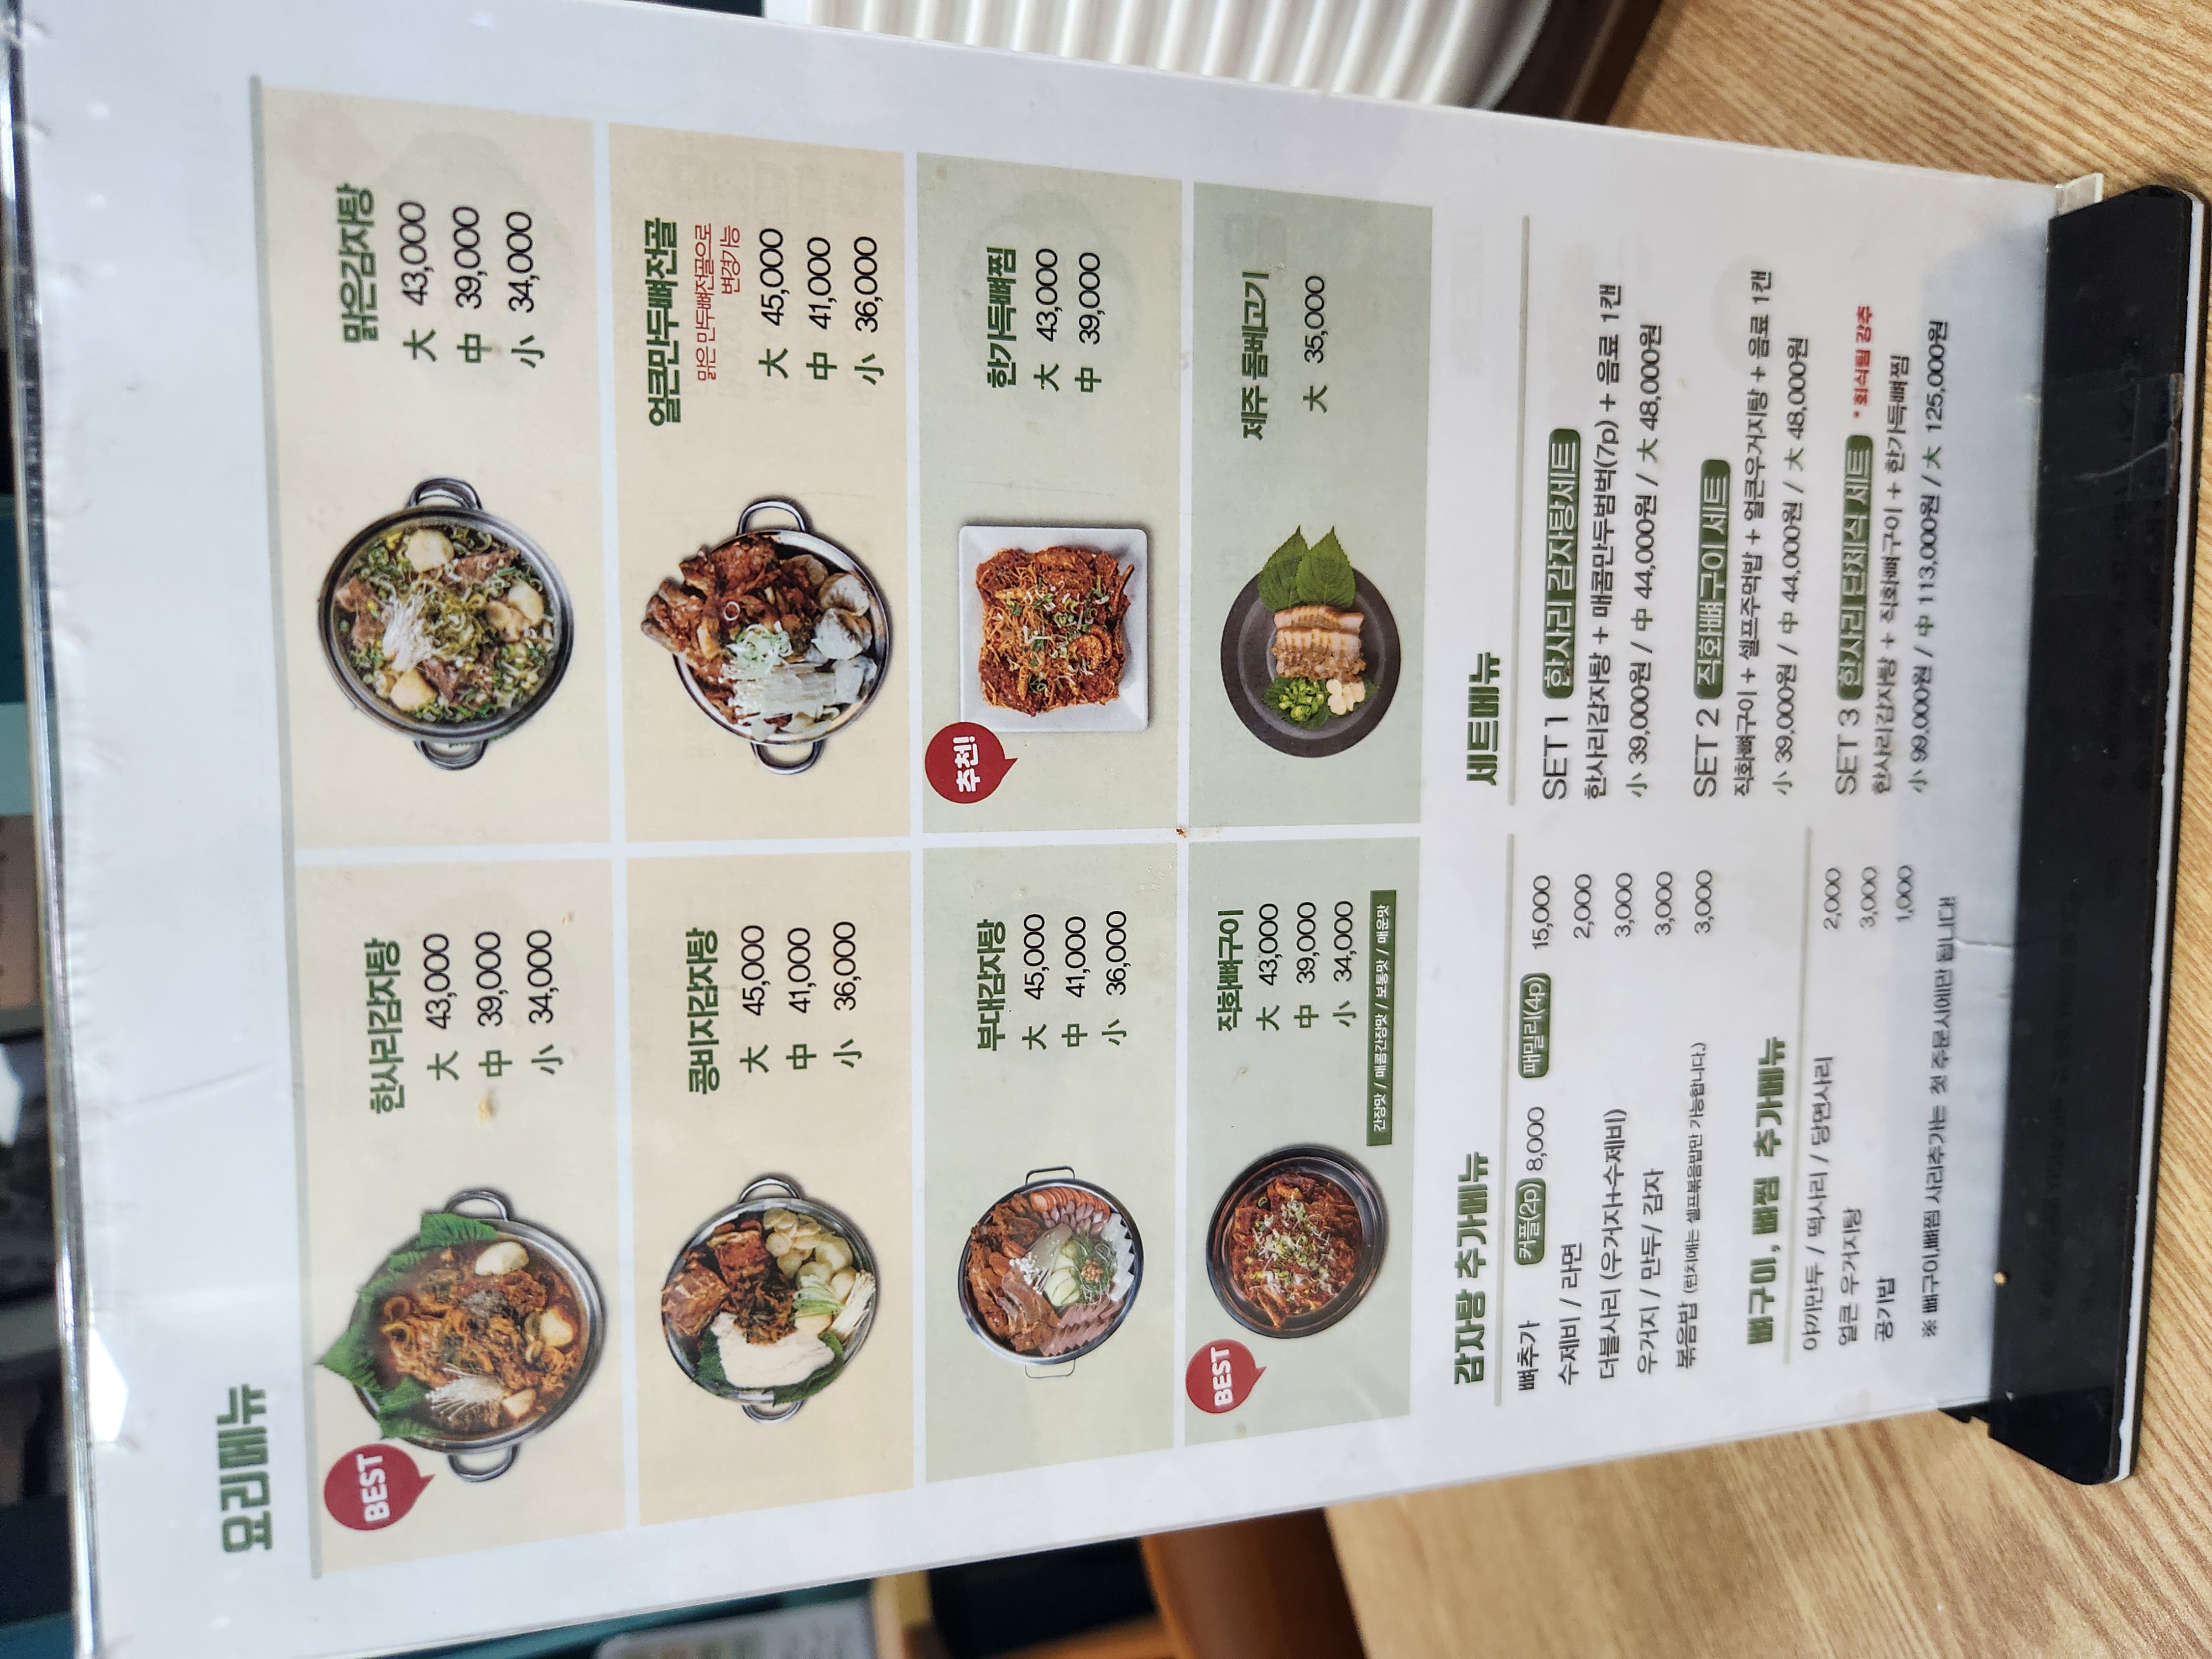 요리메뉴
BEST
한사리감자탕
大 43,000
中 39,000
小 34,000
맑은감자탕
大 43,000
中 39,000
小 34,000
콩비지감자탕
大 45,000
中 41,000
小 36,000
얼큰만두뼈전골
맑은 만두뼈전골으로
변경가능
大 45,000
中 41,000
小 36,000
부대감자탕
大 45,000
中 41,000
小 36,000
추천!
한가득뼈찜
大 43,000
中 39,000
BEST
직화뼈구이
大 43,000
中 39,000
小 34,000
간장맛 / 매콤간장맛 / 보통맛 / 매운맛
제주 돔베고기
大 35,000
감자탕 추가메뉴
뼈추가 커플(2p) 8,000 패밀리(4p) 15,000
수제비 / 라면 2,000
더블사리 (우거지+수제비) 3,000
우거지 / 만두/ 감자 3,000
볶음밥 (런치에는 셀프볶음밥만 가능합니다.) 3,000
뼈구이, 뼈찜 추가메뉴
야끼만두 / 떡사리 / 당면사리 2,000
얼큰 우거지탕 3,000
공기밥 1,000
※ 뼈구이,뼈찜 사리추가는 첫 주문시에만 됩니다!
세트메뉴
SET 1 한사리 감자탕세트
한사리감자탕 + 매콤만두범벅(7p) + 음료 1캔
小 39,000원 / 中 44,000원 / 大 48,000원
SET 2 직화뼈구이 세트
직화뼈구이 + 셀프주먹밥 + 얼큰우거지탕 + 음료 1캔
小 39,000원 / 中 44,000원 / 大 48,000원
SET 3 한사리 단체식 세트 * 회식팀 강추
한사리감자탕 + 직화뼈구이 + 한가득뼈찜
小 99,000원 / 中 113,000원 / 大 125,000원